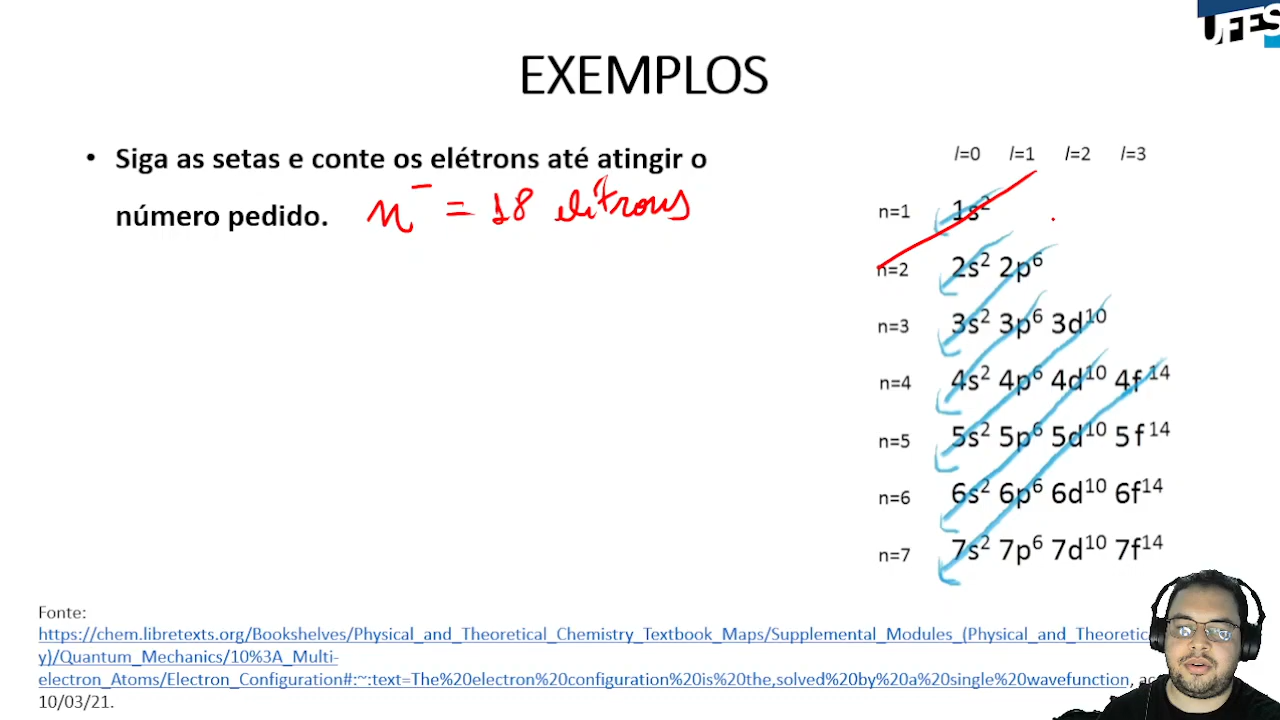 UFES
EXEMPLOS
• Siga as setas e conte os elétrons até atingir o
número pedido. n⁻ = 18 elétrons
l=0 l=1 l=2 l=3
n=1 1s²
n=2 2s² 2p⁶
n=3 3s² 3p⁶ 3d¹⁰
n=4 4s² 4p⁶ 4d¹⁰ 4f¹⁴
n=5 5s² 5p⁶ 5d¹⁰ 5f¹⁴
n=6 6s² 6p⁶ 6d¹⁰ 6f¹⁴
n=7 7s² 7p⁶ 7d¹⁰ 7f¹⁴
Fonte:
https://chem.libretexts.org/Bookshelves/Physical_and_Theoretical_Chemistry_Textbook_Maps/Supplemental_Modules_(Physical_and_Theoretic
y)/Quantum_Mechanics/10%3A_Multi-
electron_Atoms/Electron_Configuration#:~:text=The%20electron%20configuration%20is%20the,solved%20by%20a%20single%20wavefunction,
10/03/21.